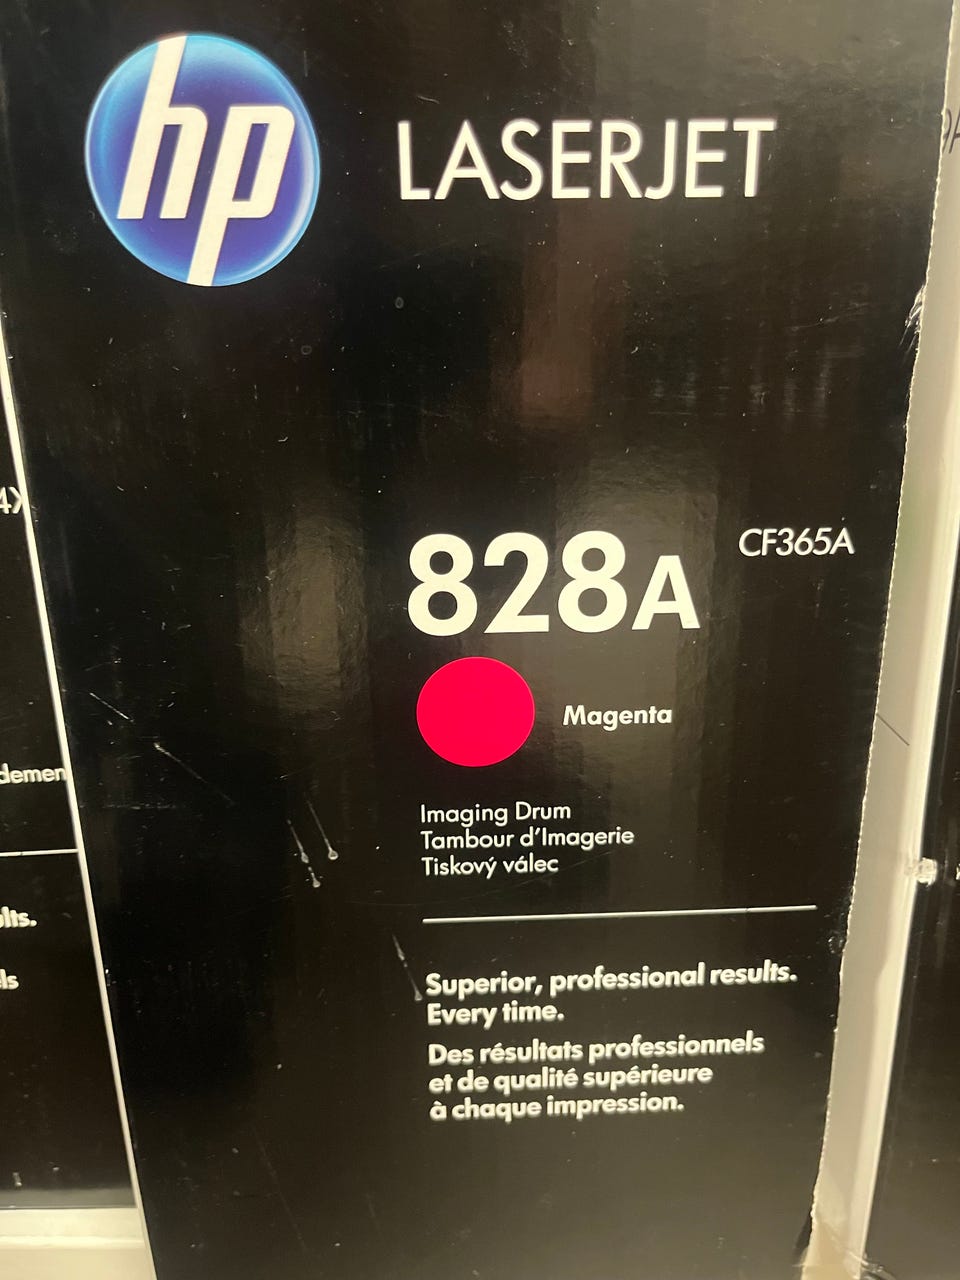 hp
LASERJET
828A
CF365A
Magenta
Imaging Drum
Tambour d'Imagerie
Tiskový válec
Superior, professional results.
Every time.
Des résultats professionnels
et de qualité supérieure
à chaque impression.